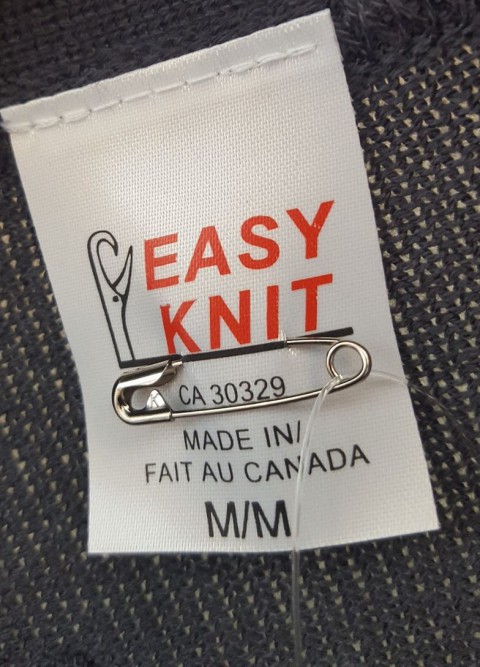 EASY
KNIT
CA 30329
MADE IN/
FAIT AU CANADA
M/M